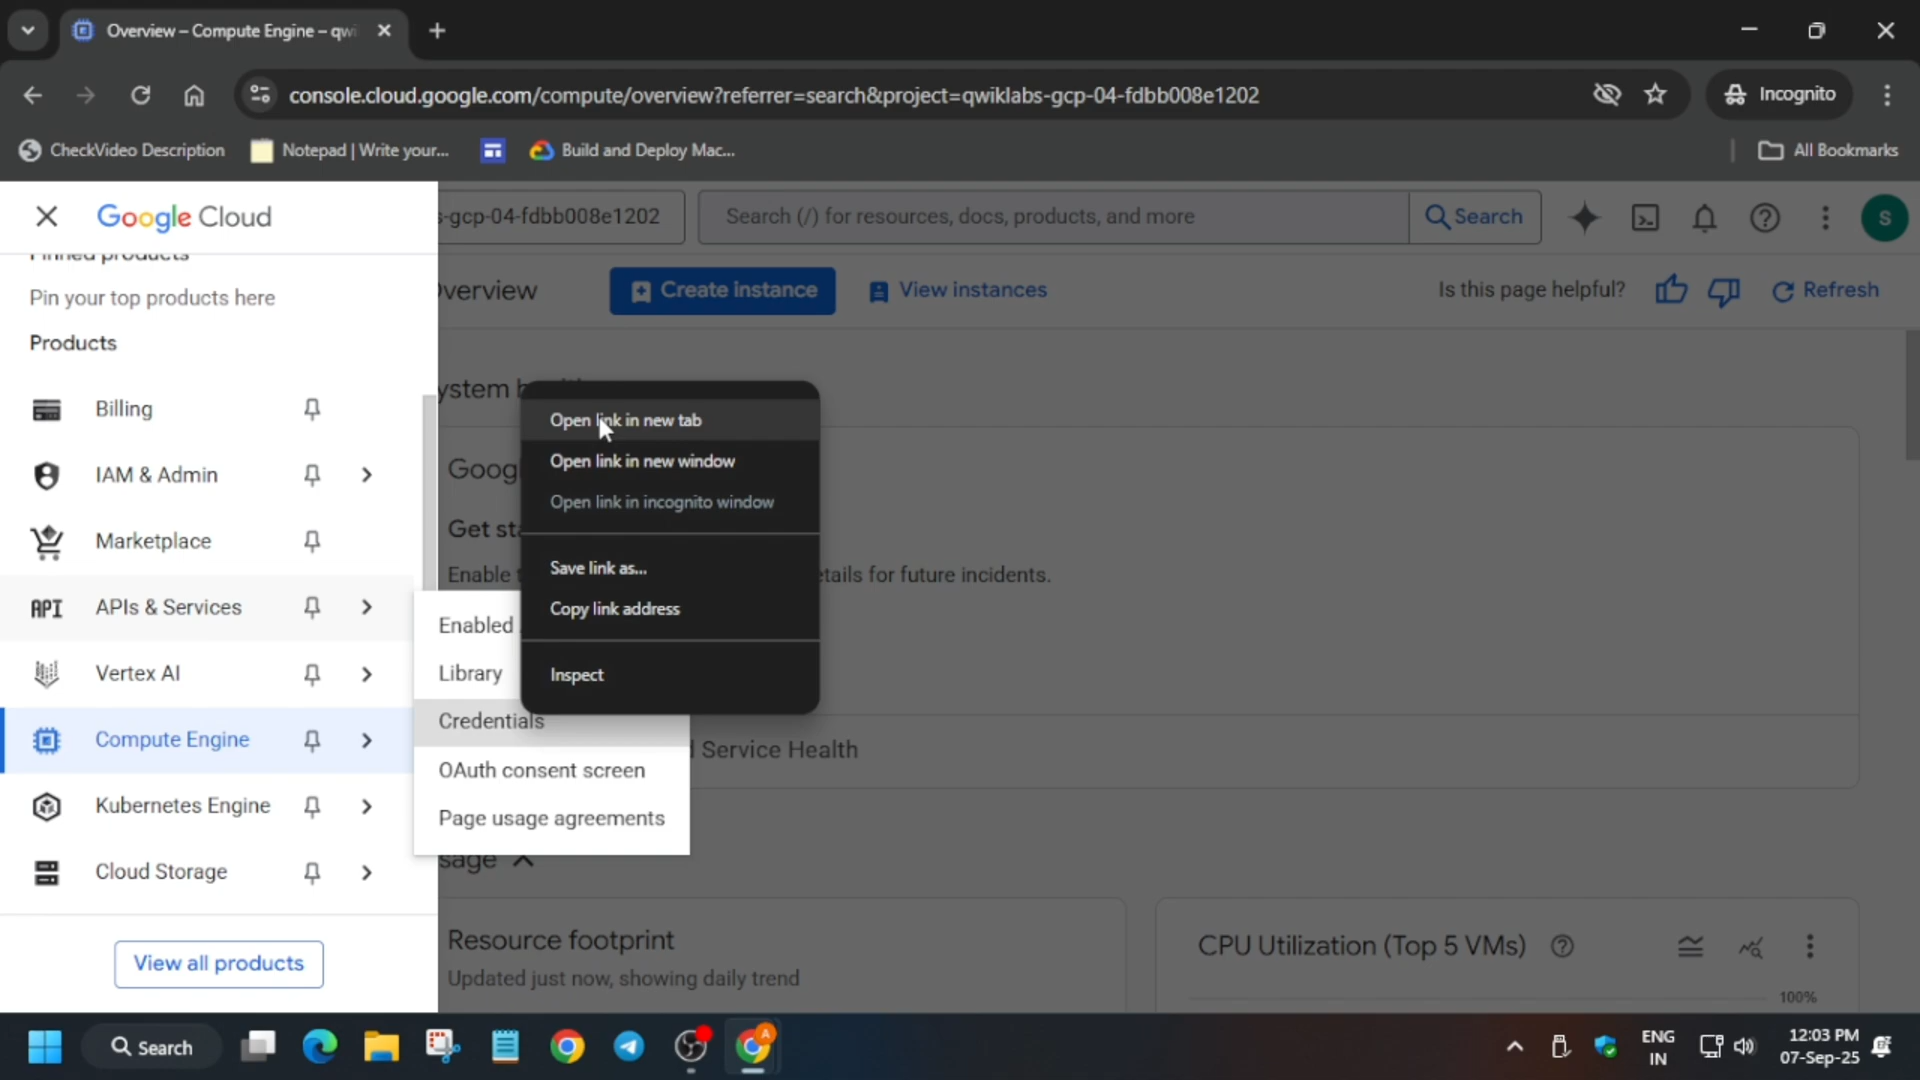 Overview – Compute Engine – qwi
console.cloud.google.com/compute/overview?referrer=search&project=qwiklabs-gcp-04-fdbb008e1202
Incognito
CheckVideo Description
Notepad | Write your...
Build and Deploy Mac...
All Bookmarks
Google Cloud
s-gcp-04-fdbb008e1202
Search (/) for resources, docs, products, and more
Search
S
Pinned products
Overview
Create instance
View instances
Is this page helpful?
Refresh
Pin your top products here
Products
Billing
IAM & Admin
Marketplace
API
APIs & Services
Vertex AI
Compute Engine
Kubernetes Engine
Cloud Storage
View all products
Enabled
Library
Credentials
OAuth consent screen
Page usage agreements
Open link in new tab
Open link in new window
Open link in incognito window
Save link as...
Copy link address
Inspect
ystem
Goog
Get sta
Enable
etails for future incidents.
Service Health
sage
Resource footprint
Updated just now, showing daily trend
CPU Utilization (Top 5 VMs)
100%
Search
A
ENG
IN
12:03 PM
07-Sep-25